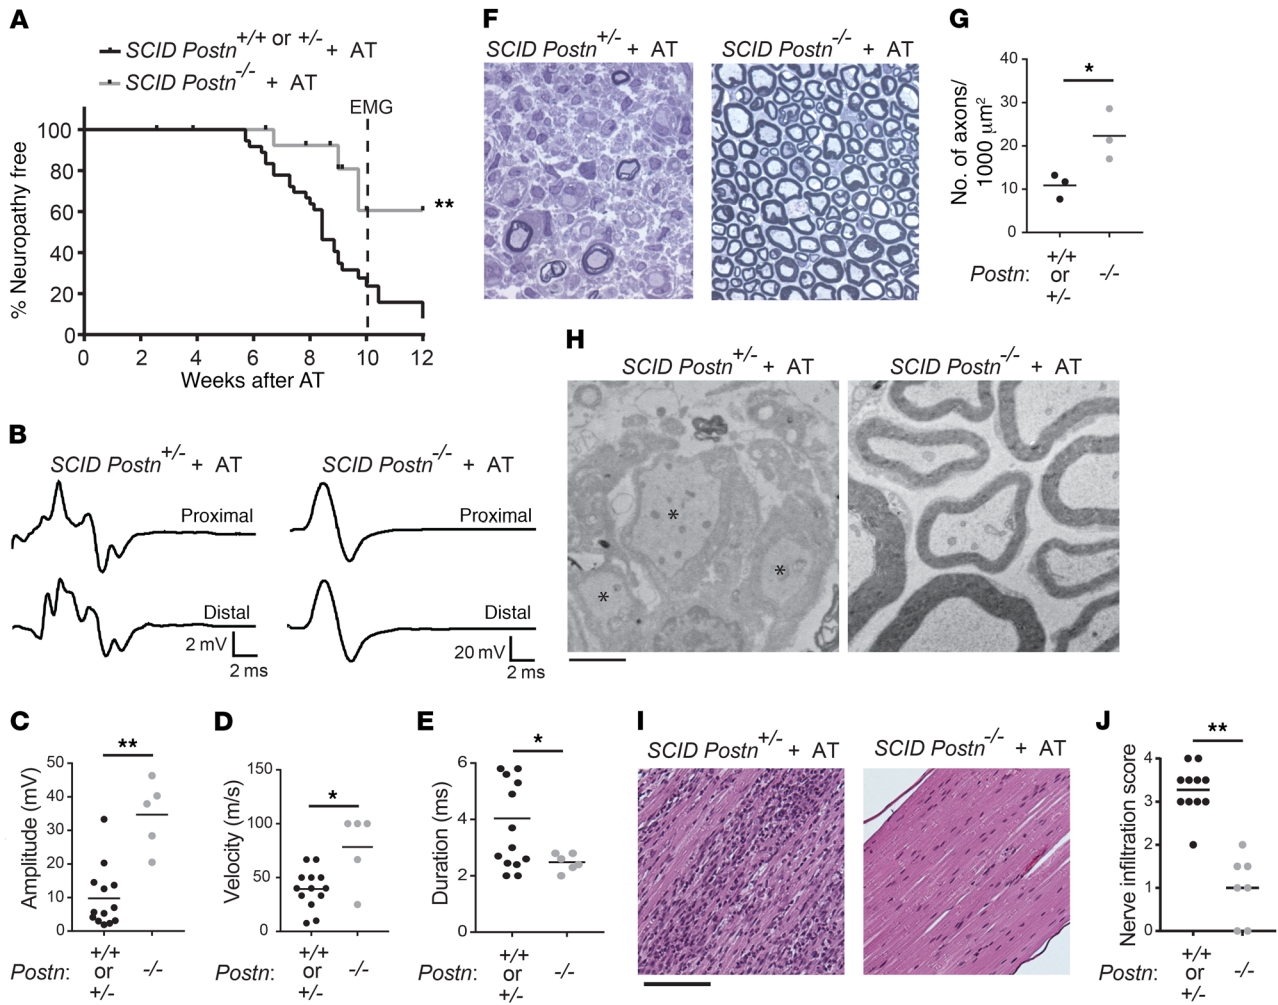 A
SCID Postn+/+ or +/- + AT
SCID Postn-/- + AT
EMG
% Neuropathy free
100
80
60
40
20
0
**
0 2 4 6 8 10 12
Weeks after AT
B
SCID Postn+/- + AT
SCID Postn-/- + AT
Proximal
Proximal
Distal
Distal
2 mV
2 ms
20 mV
2 ms
C
**
Amplitude (mV)
50
40
30
20
10
0
Postn: +/+ or +/- -/-
D
*
Velocity (m/s)
150
100
50
0
+/+ or +/- -/-
E
*
Duration (ms)
6
4
2
0
Postn: +/+ or +/- -/-
F
SCID Postn+/- + AT
SCID Postn-/- + AT
G
*
No. of axons/
1000 µm2
40
30
20
10
0
Postn: +/+ or +/- -/-
H
SCID Postn+/- + AT
SCID Postn-/- + AT
*
*
*
I
SCID Postn+/- + AT
SCID Postn-/- + AT
J
**
Nerve infiltration score
4
3
2
1
0
Postn: +/+ or +/- -/-